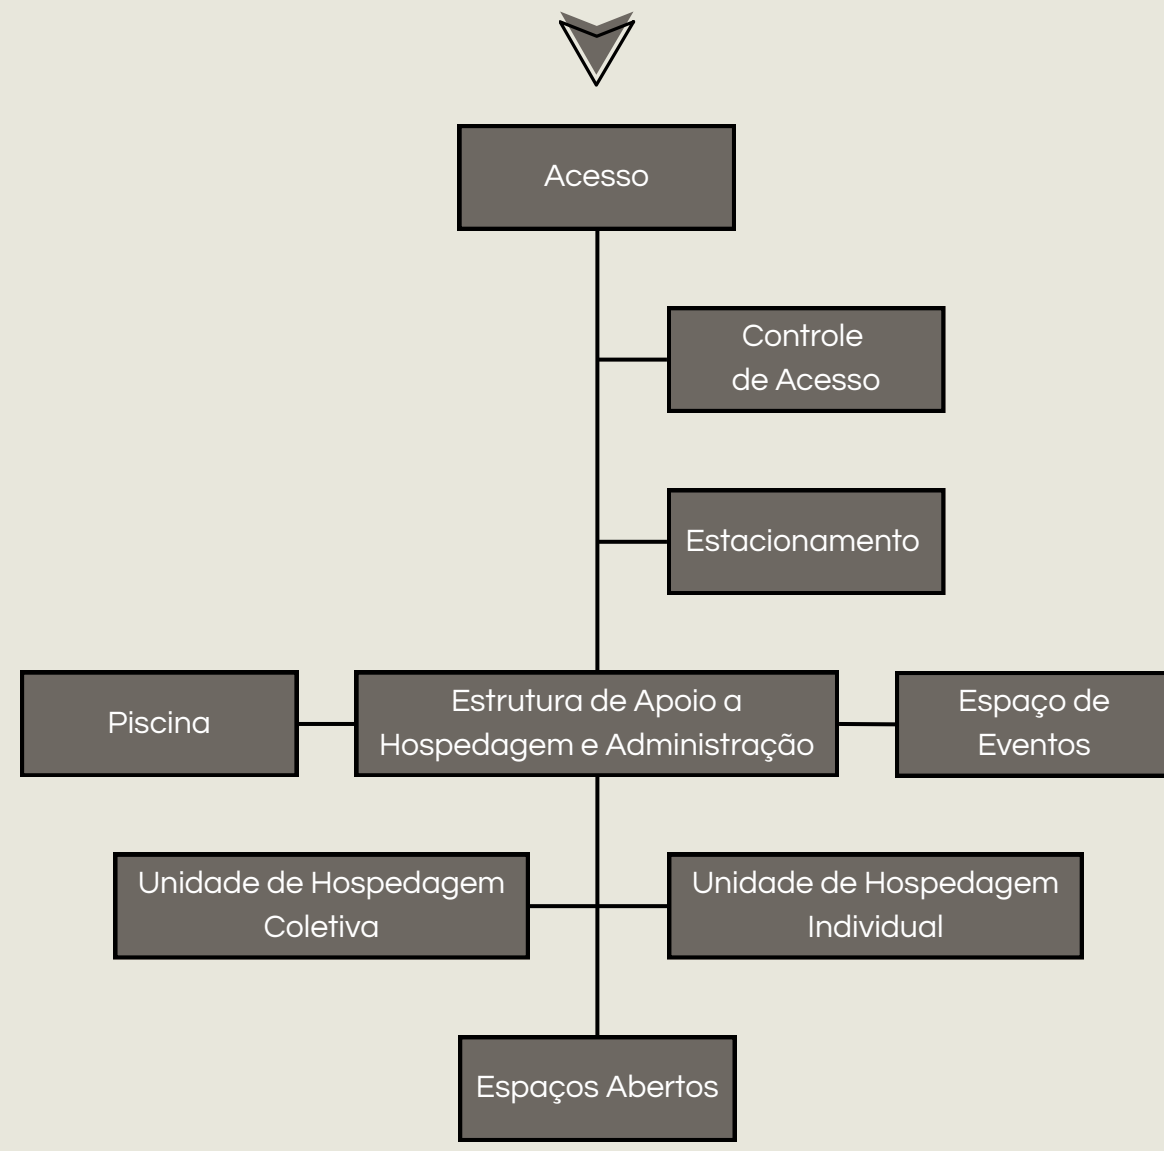 Acesso
Controle
de Acesso
Estacionamento
Piscina
Estrutura de Apoio a
Hospedagem e Administração
Espaço de
Eventos
Unidade de Hospedagem
Coletiva
Unidade de Hospedagem
Individual
Espaços Abertos